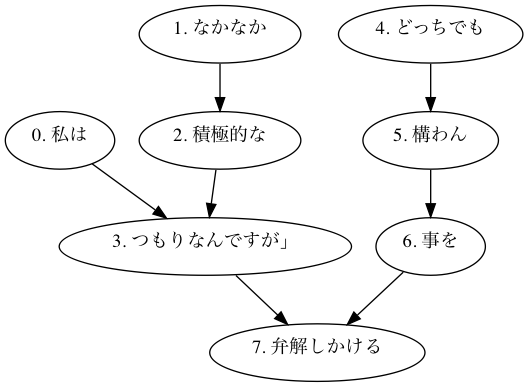 1. なかなか
4. どっちでも
0. 私は
2. 積極的な
5. 構わん
3. つもりなんですが」
6. 事を
7. 弁解しかける